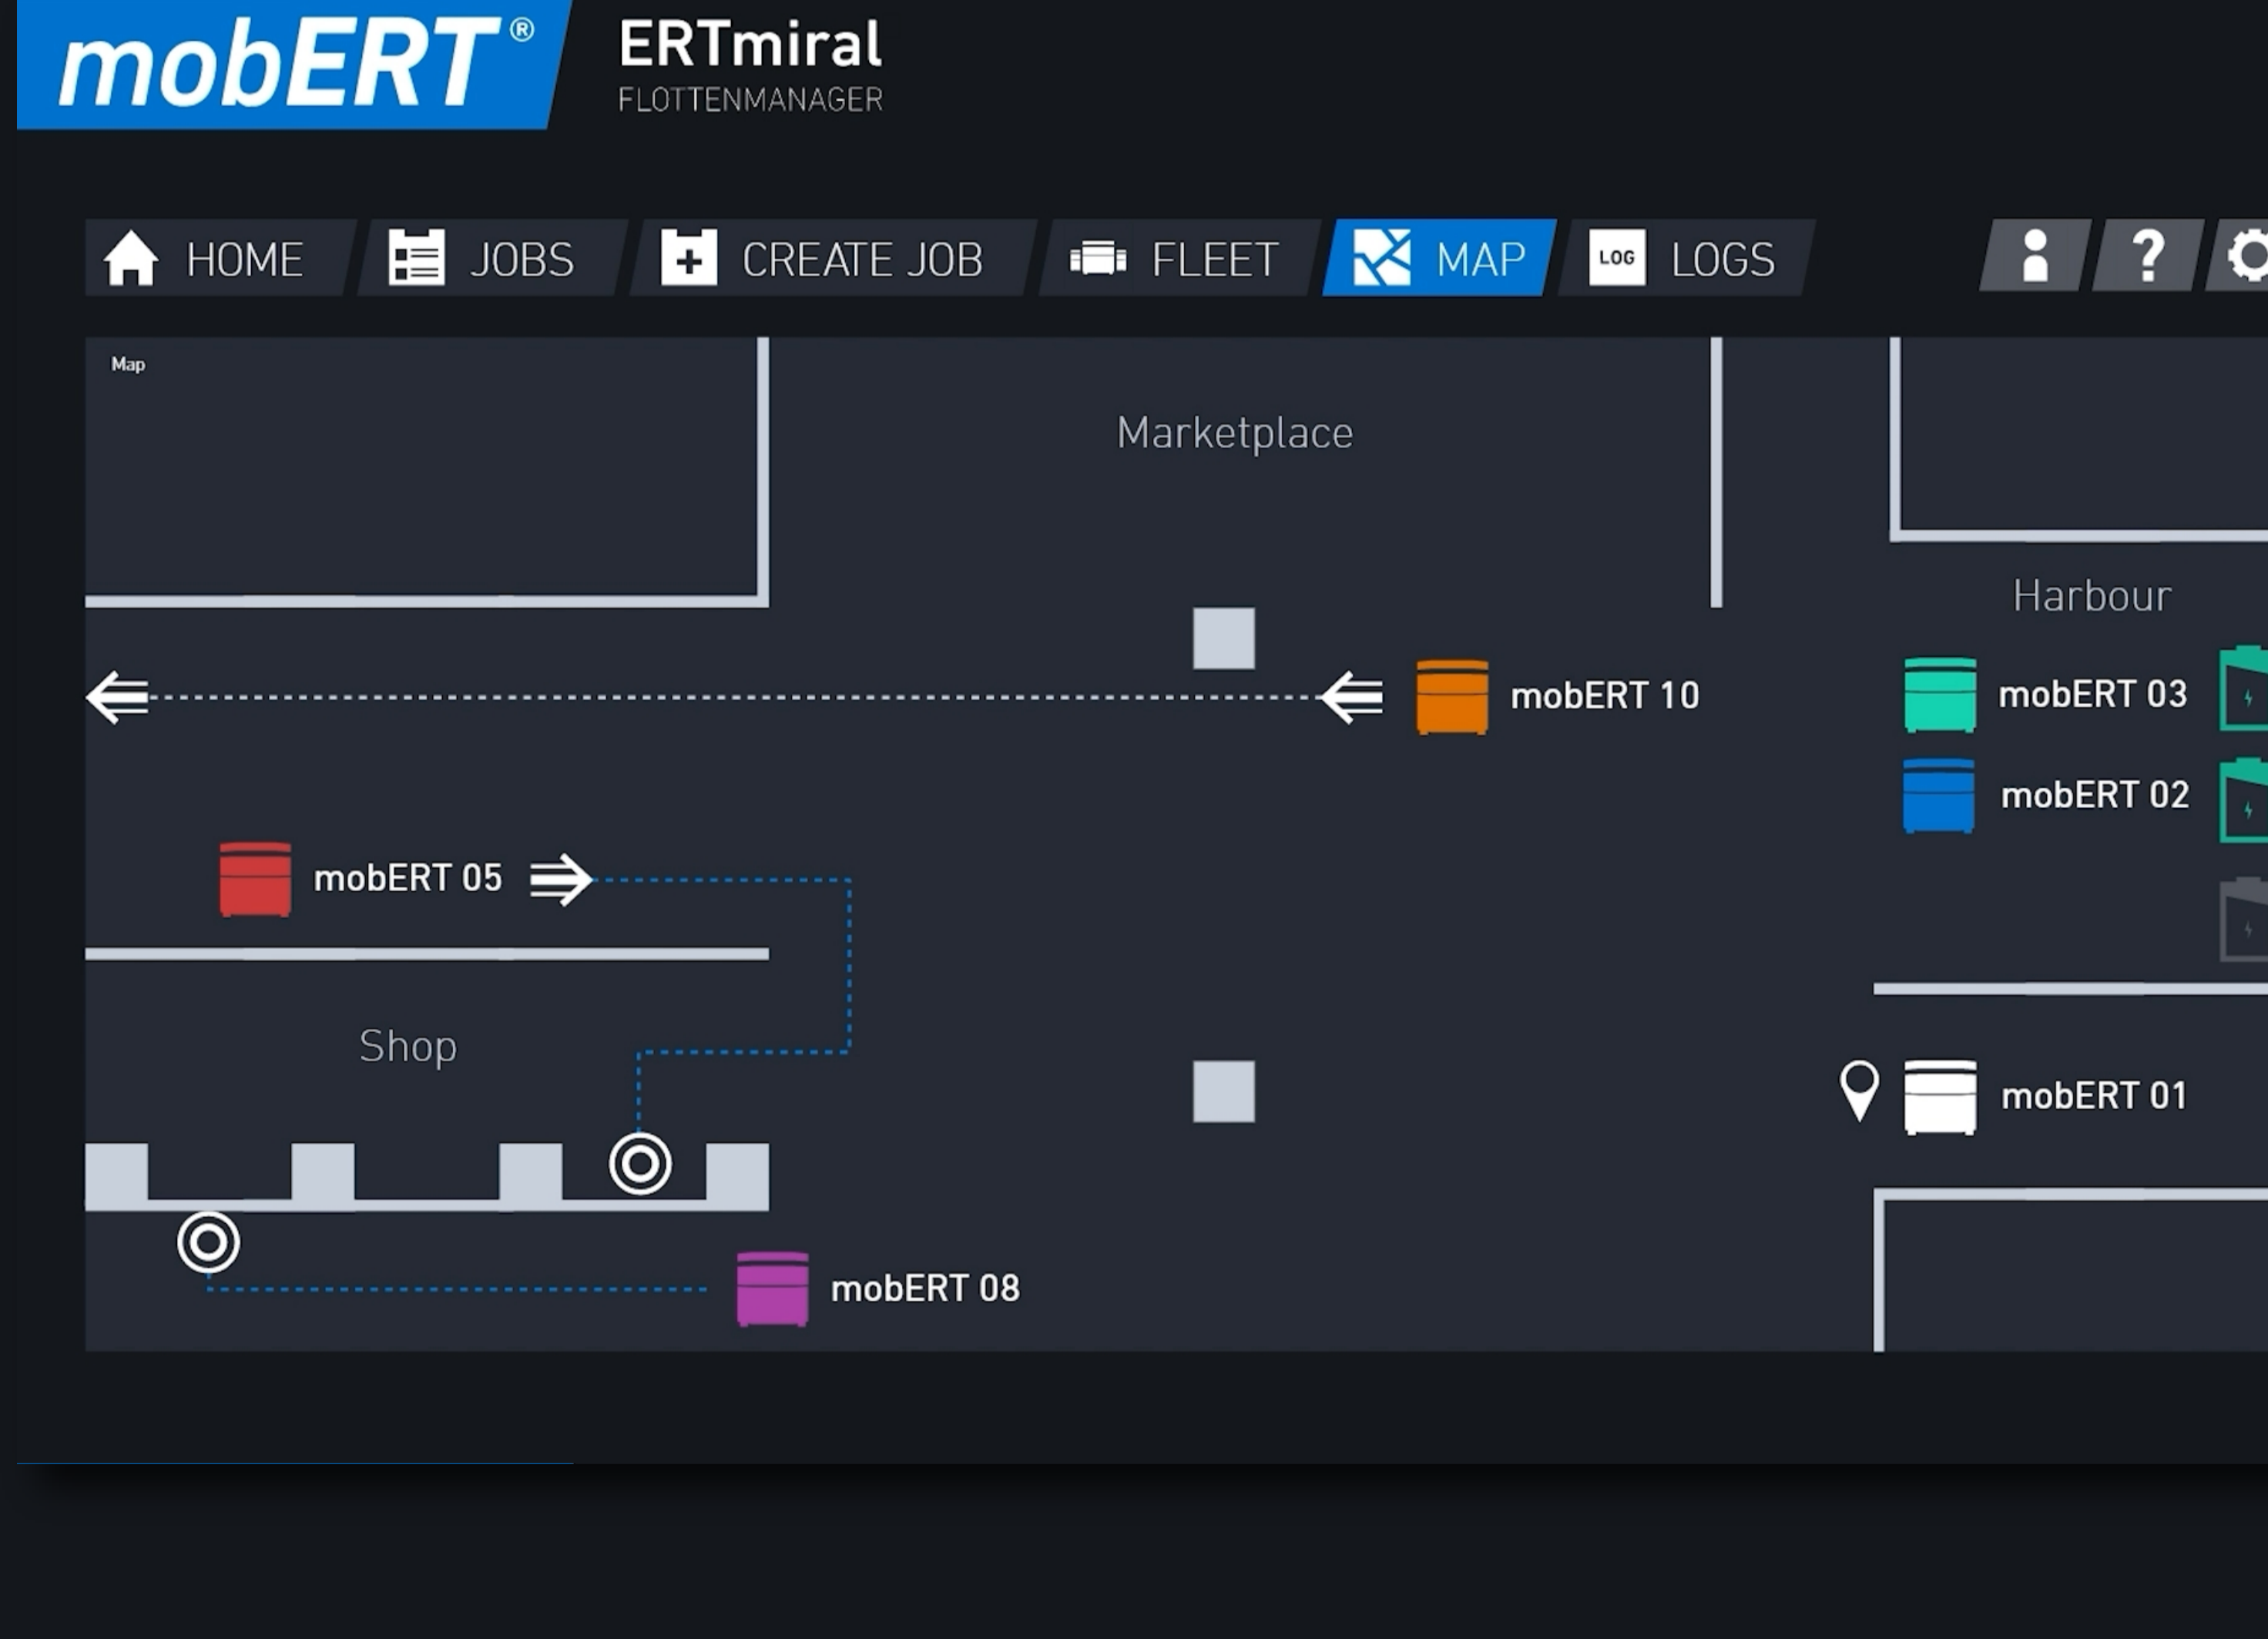 mobERT®
ERTmiral
FLOTTENMANAGER
HOME
JOBS
CREATE JOB
FLEET
MAP
LOG
LOGS
?
Map
Marketplace
Harbour
mobERT 10
mobERT 03
mobERT 02
mobERT 05
Shop
mobERT 01
mobERT 08